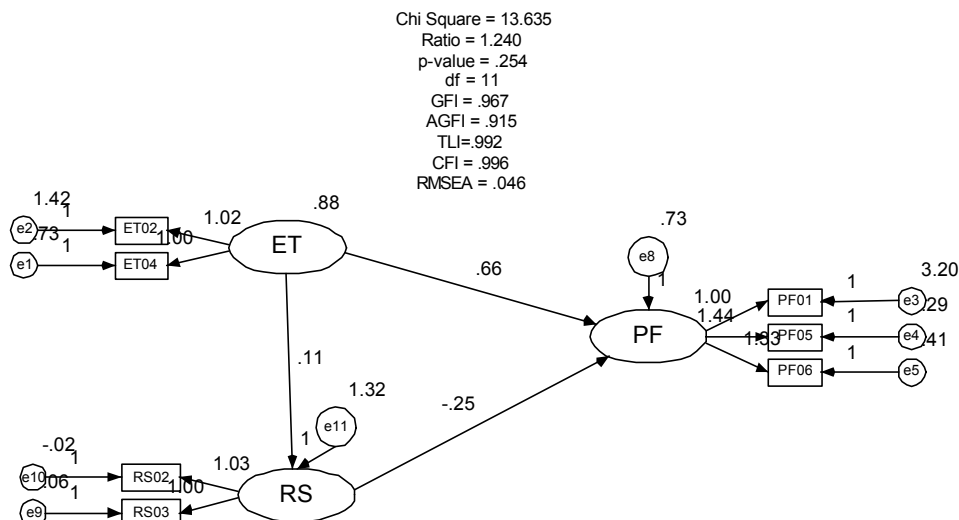 Chi Square = 13.635
Ratio = 1.240
p-value = .254
df = 11
GFI = .967
AGFI = .915
TLI=.992
CFI = .996
RMSEA = .046
1.42
1
e2
ET02
1.02
.88
ET
.73
1
e1
ET04
1.00
.66
.73
e8
1
PF
1.00
1.44
1.33
PF01
1
e3
3.20
PF05
1
e4
.29
PF06
1
e5
.41
.11
-.25
1.32
e11
1
-.02
1
e10
RS02
1.03
RS
.06
1
e9
RS03
1.00